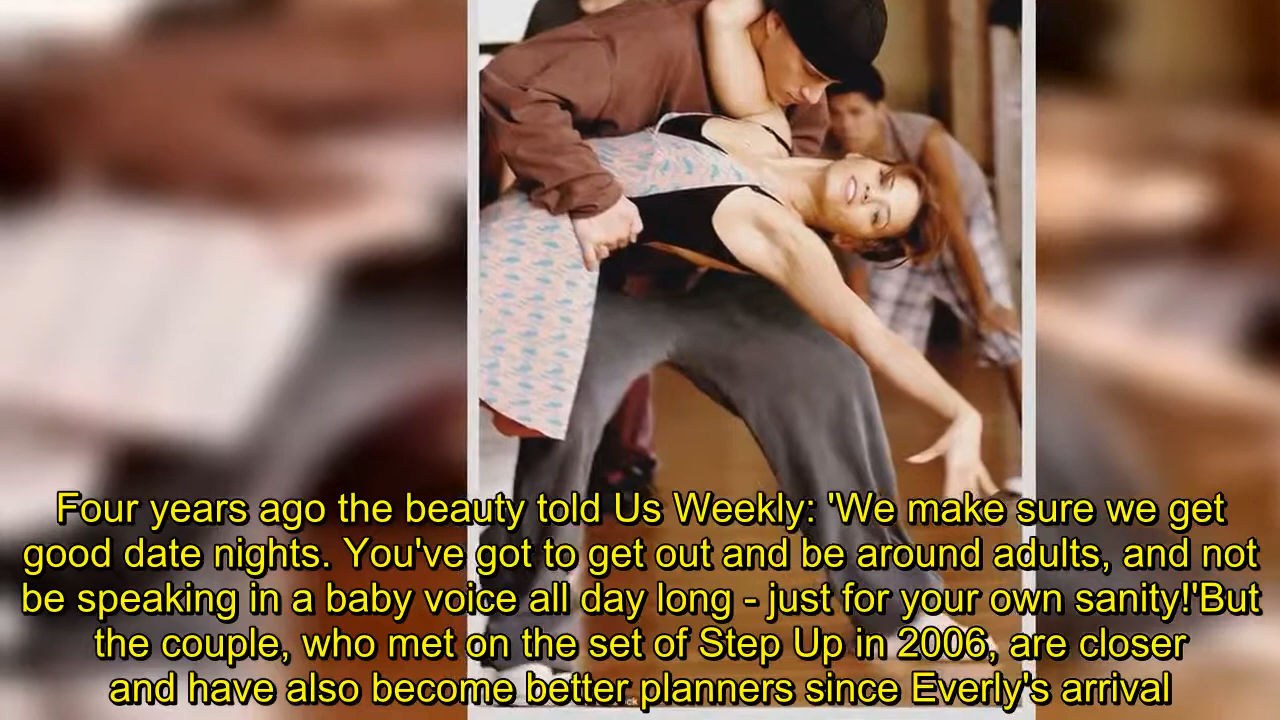 Four years ago the beauty told Us Weekly: 'We make sure we get
good date nights. You've got to get out and be around adults, and not
be speaking in a baby voice all day long - just for your own sanity!'But
the couple, who met on the set of Step Up in 2006, are closer
and have also become better planners since Everly's arrival